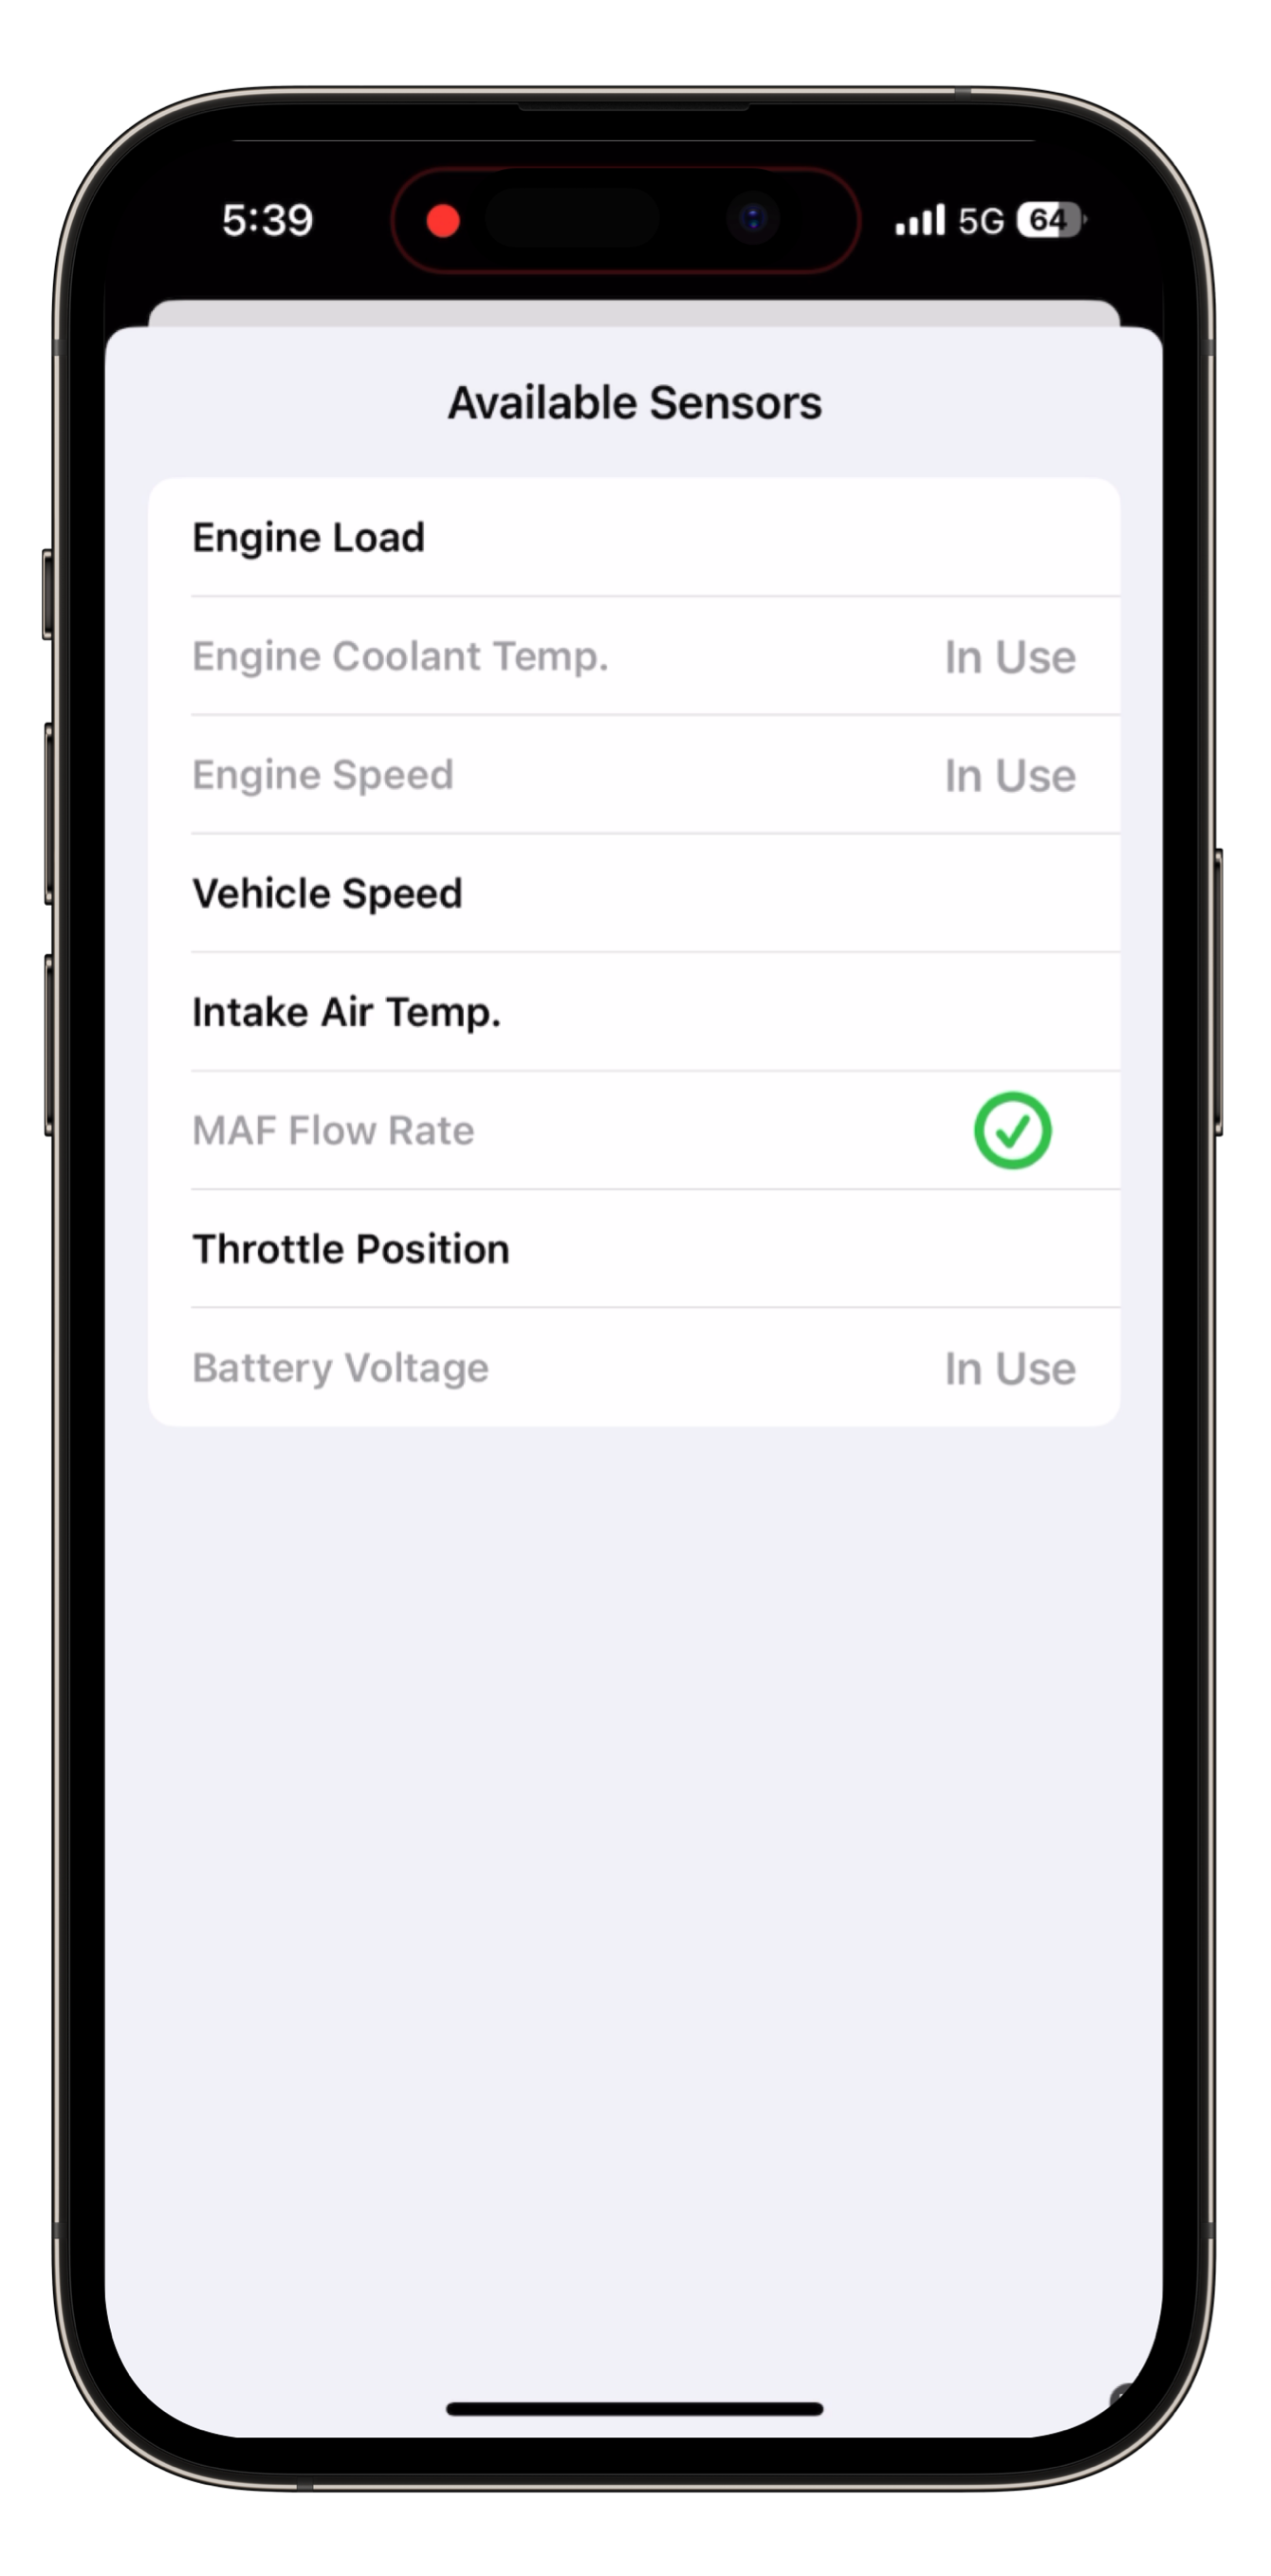 5:39
5G 64
Available Sensors
Engine Load
Engine Coolant Temp. In Use
Engine Speed In Use
Vehicle Speed
Intake Air Temp.
MAF Flow Rate
Throttle Position
Battery Voltage In Use